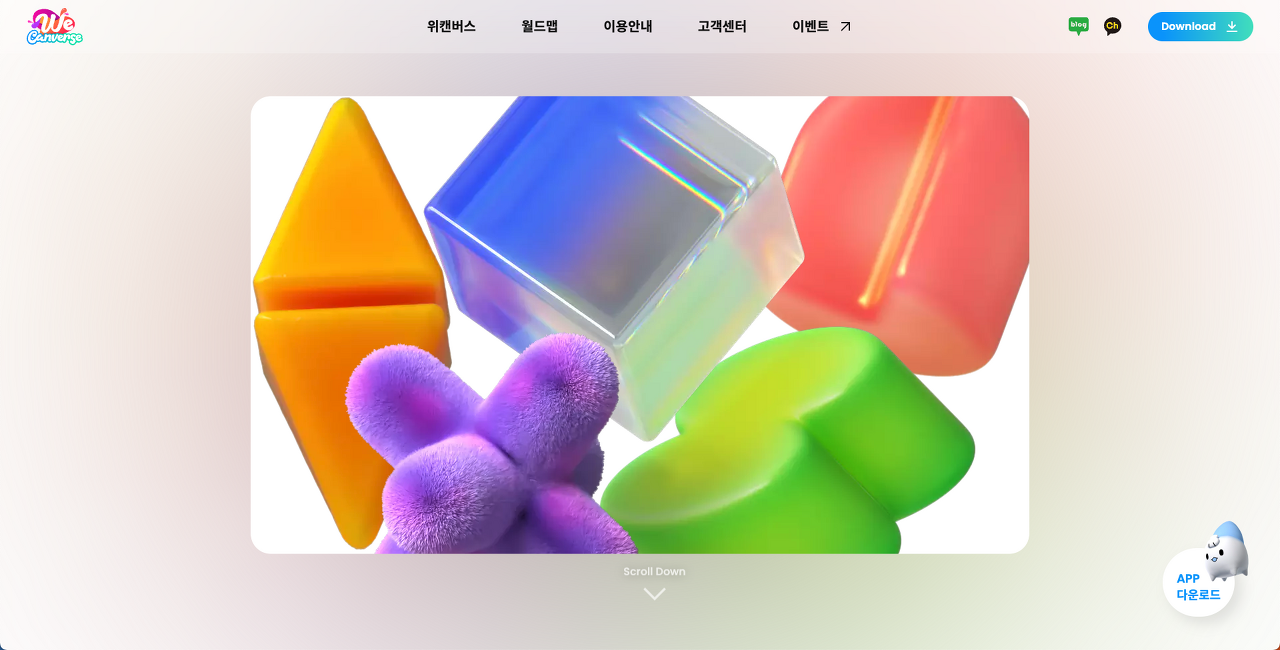 We
Canverse
위캔버스
월드맵
이용안내
고객센터
이벤트
blog
Ch
Download
Scroll Down
APP
다운로드